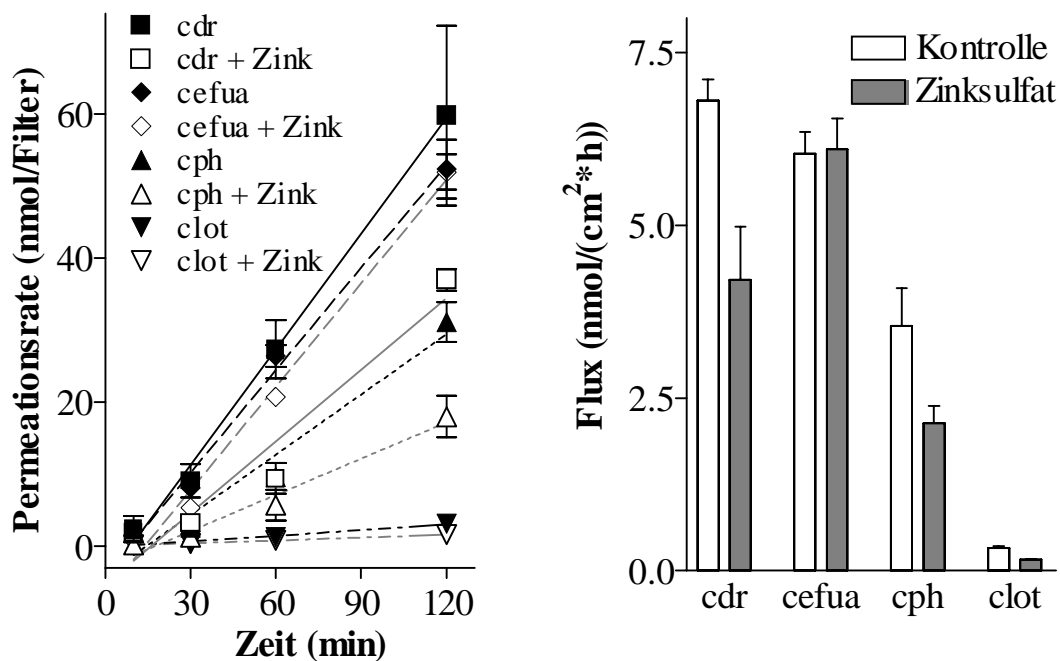 Permeationsrate (nmol/Filter)
60
40
20
0
cdr
cdr + Zink
cefua
cefua + Zink
cph
cph + Zink
clot
clot + Zink
0 30 60 90 120
Zeit (min)
Flux (nmol/(cm²*h))
7.5
5.0
2.5
0.0
Kontrolle
Zinksulfat
cdr cefua cph clot